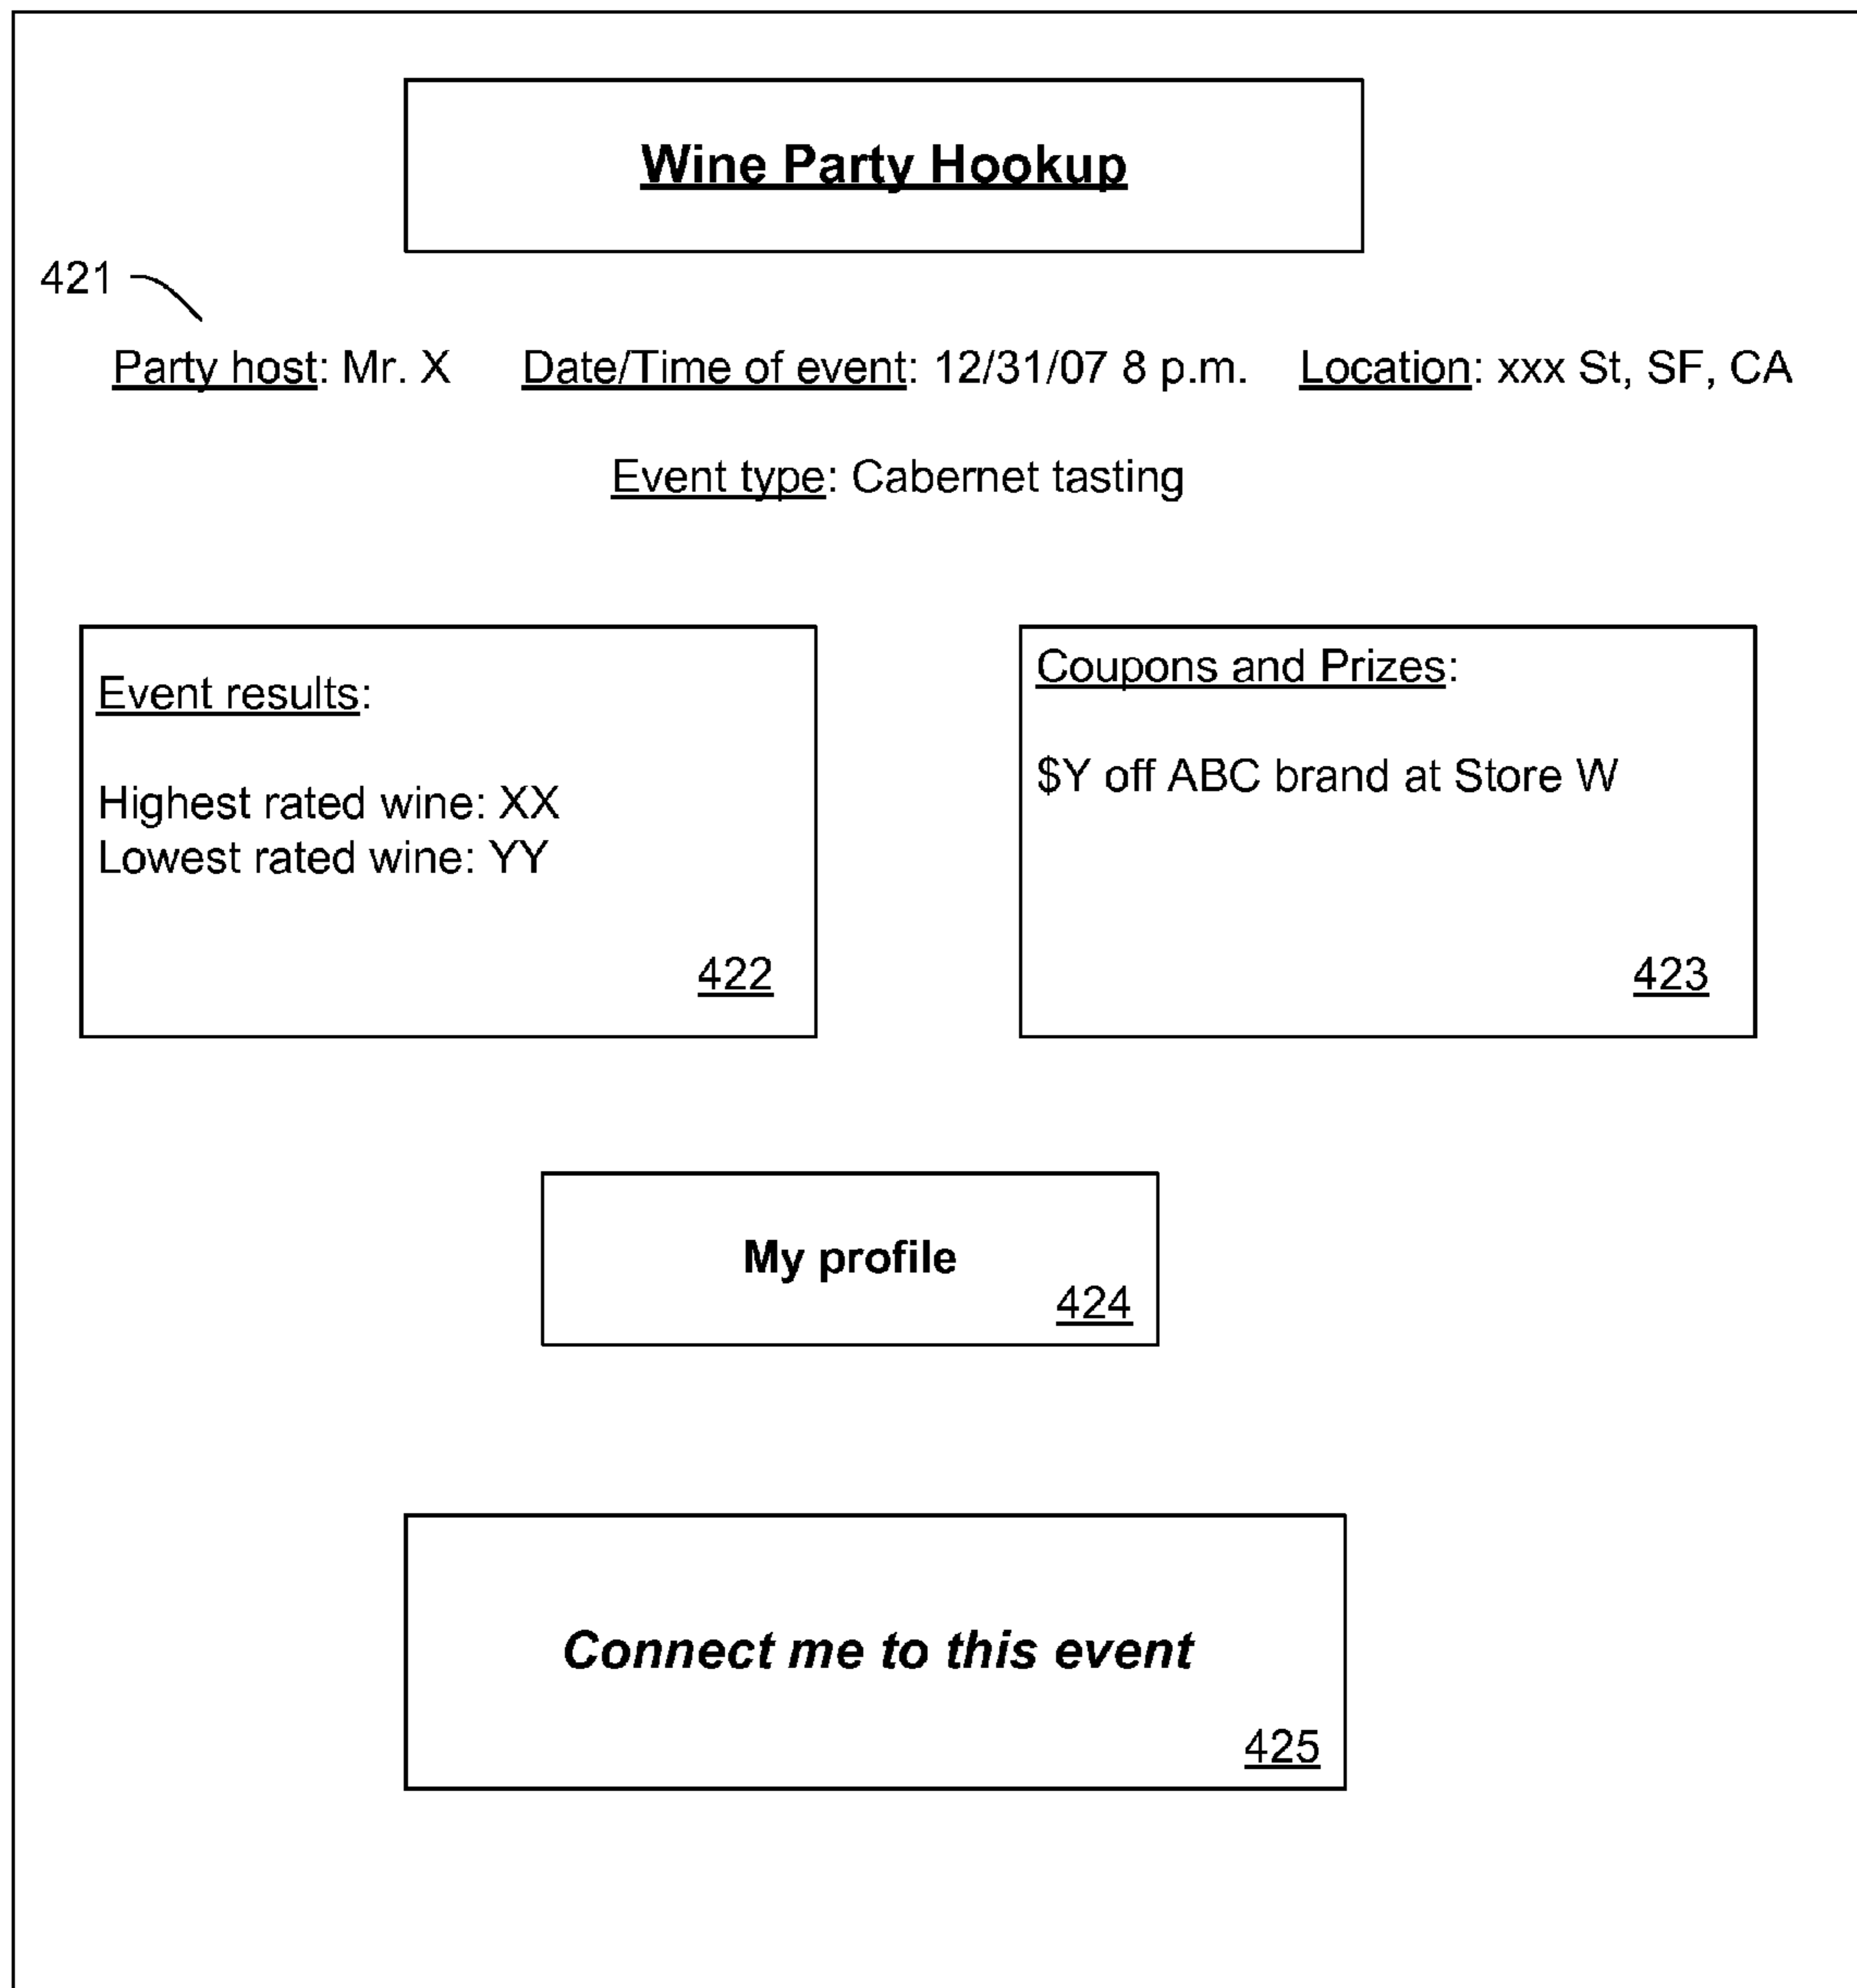 Wine Party Hookup
421
Party host: Mr. X Date/Time of event: 12/31/07 8 p.m. Location: xxx St, SF, CA
Event type: Cabernet tasting
Event results:
Highest rated wine: XX
Lowest rated wine: YY
422
Coupons and Prizes:
$Y off ABC brand at Store W
423
My profile
424
Connect me to this event
425